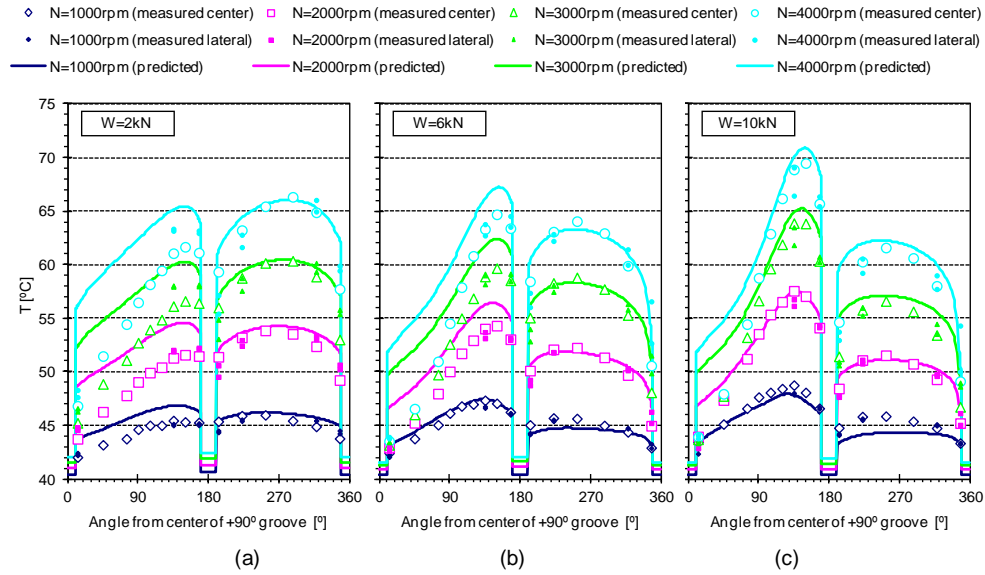 N=1000rpm (measured center) N=2000rpm (measured center) N=3000rpm (measured center) N=4000rpm (measured center)
N=1000rpm (measured lateral) N=2000rpm (measured lateral) N=3000rpm (measured lateral) N=4000rpm (measured lateral)
N=1000rpm (predicted) N=2000rpm (predicted) N=3000rpm (predicted) N=4000rpm (predicted)
75
W=2kN W=6kN W=10kN
70
65
60
T [ºC]
55
50
45
40
0 90 180 270 360 0 90 180 270 360 0 90 180 270 360
Angle from center of +90º groove [º] Angle from center of +90º groove [º] Angle from center of +90º groove [º]
(a) (b) (c)